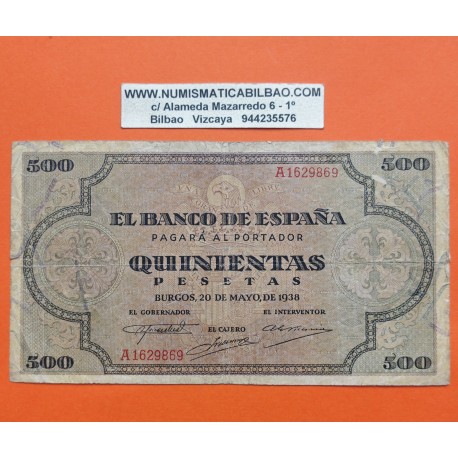 WWW.NUMISMATICABILBAO.COM
c/ Alameda Mazarredo 6 - 1º
Bilbao Vizcaya 944235576
500 500
A1629869
EL BANCO DE ESPAÑA
PAGARÁ AL PORTADOR
QUINIENTAS
PESETAS
BURGOS, 20 DE MAYO, DE 1938
EL GOBERNADOR EL INTERVENTOR
EL CAJERO
A1629869
500 500